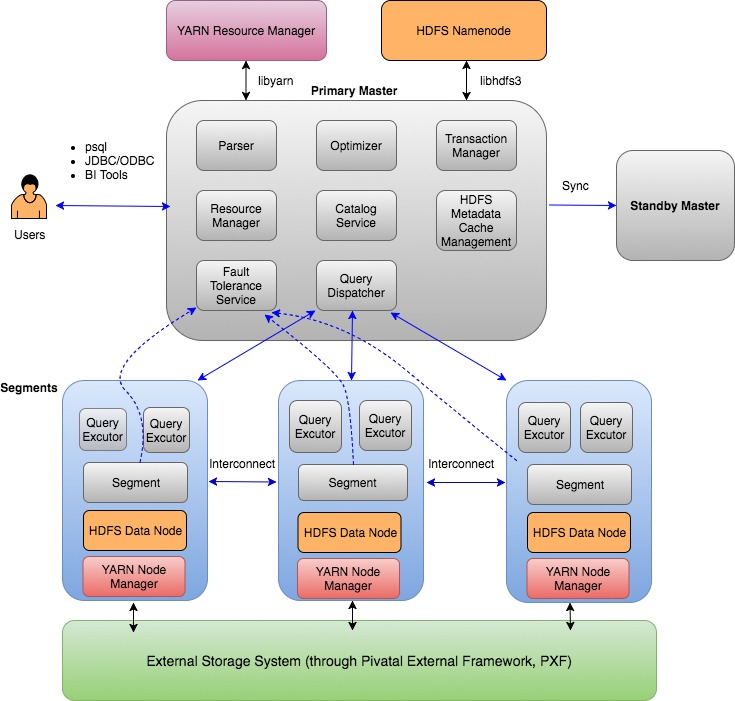 YARN Resource Manager
HDFS Namenode
libyarn
libhdfs3
Primary Master
psql
JDBC/ODBC
BI Tools
Parser
Optimizer
Transaction
Manager
Users
Resource
Manager
Catalog
Service
HDFS
Metadata
Cache
Management
Sync
Standby Master
Fault
Tolerance
Service
Query
Dispatcher
Segments
Query
Excutor
Query
Excutor
Segment
HDFS Data Node
YARN Node
Manager
Interconnect
Query
Excutor
Query
Excutor
Segment
HDFS Data Node
YARN Node
Manager
Interconnect
Query
Excutor
Query
Excutor
Segment
HDFS Data Node
YARN Node
Manager
External Storage System (through Pivatal External Framework, PXF)